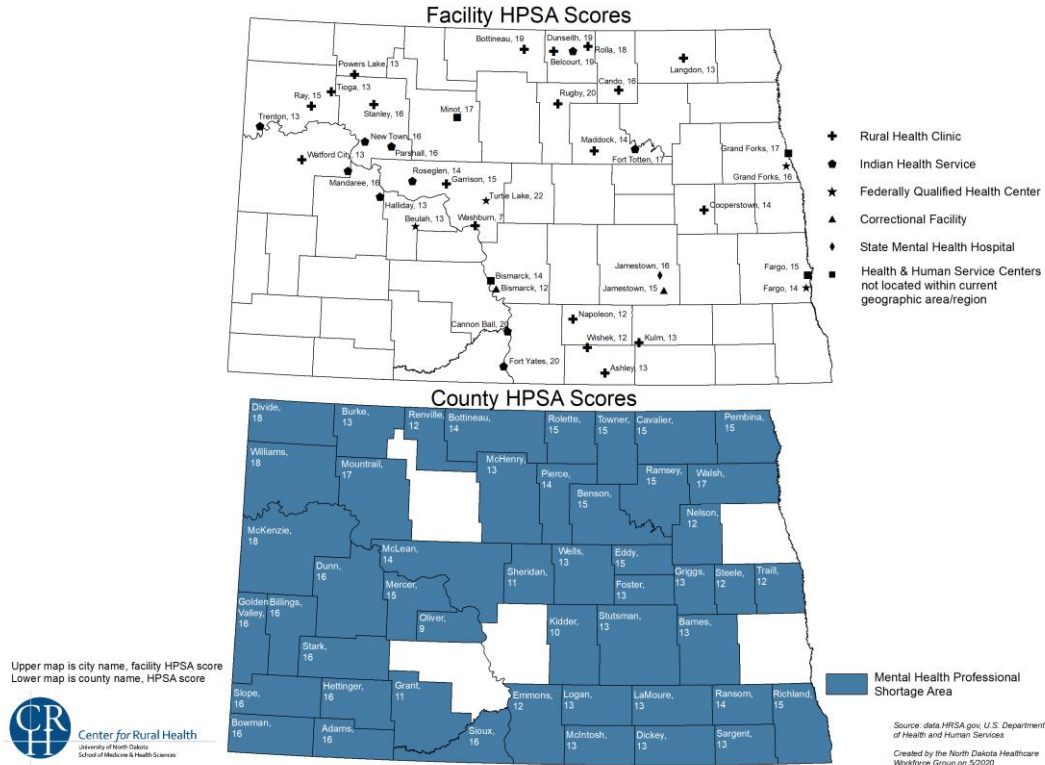 Facility HPSA Scores
Bottineau, 19
Dunseith, 19
Rolla, 18
Belcourt, 19
Langdon, 13
Powers Lake, 13
Cando, 16
Tioga, 13
Ray, 15
Stanley, 16
Rugby, 20
Minot, 17
Trenton, 13
New Town, 16
Parshall, 16
Maddock, 14
Fort Totten, 17
Grand Forks, 17
Grand Forks, 16
Watford City, 13
Mandaree, 16
Roseglen, 14
Garrison, 15
Halliday, 13
Turtle Lake, 22
Cooperstown, 14
Beulah, 13
Washburn, 7
Bismarck, 14
Bismarck, 12
Jamestown, 16
Jamestown, 15
Fargo, 15
Fargo, 14
Napoleon, 12
Cannon Ball, 20
Wishek, 12
Kulm, 13
Fort Yates, 20
Ashley, 13
Rural Health Clinic
Indian Health Service
Federally Qualified Health Center
Correctional Facility
State Mental Health Hospital
Health & Human Service Centers
not located within current
geographic area/region
County HPSA Scores
Divide,
18
Burke,
13
Renville,
12
Bottineau,
14
Rolette,
15
Towner,
15
Cavalier,
15
Pembina,
15
Williams,
18
Mountrail,
17
McHenry,
13
Pierce,
14
Benson,
15
Ramsey,
15
Walsh,
17
Nelson,
12
McKenzie,
18
Dunn,
16
McLean,
14
Mercer,
15
Oliver,
9
Sheridan,
11
Wells,
13
Eddy,
15
Foster,
13
Griggs,
13
Steele,
12
Traill,
12
Golden
Valley,
16
Billings,
16
Stark,
16
Kidder,
10
Stutsman,
13
Barnes,
13
Slope,
16
Hettinger,
16
Grant,
11
Bowman,
16
Adams,
16
Sioux,
16
Emmons,
12
Logan,
13
LaMoure,
13
Ransom,
14
Richland,
15
McIntosh,
13
Dickey,
13
Sargent,
13
Upper map is city name, facility HPSA score
Lower map is county name, HPSA score
CRH
Center for Rural Health
University of North Dakota
School of Medicine & Health Sciences
Mental Health Professional
Shortage Area
Source: data.HRSA.gov, U.S. Department
of Health and Human Services
Created by the North Dakota Healthcare
Workforce Group on 5/2020